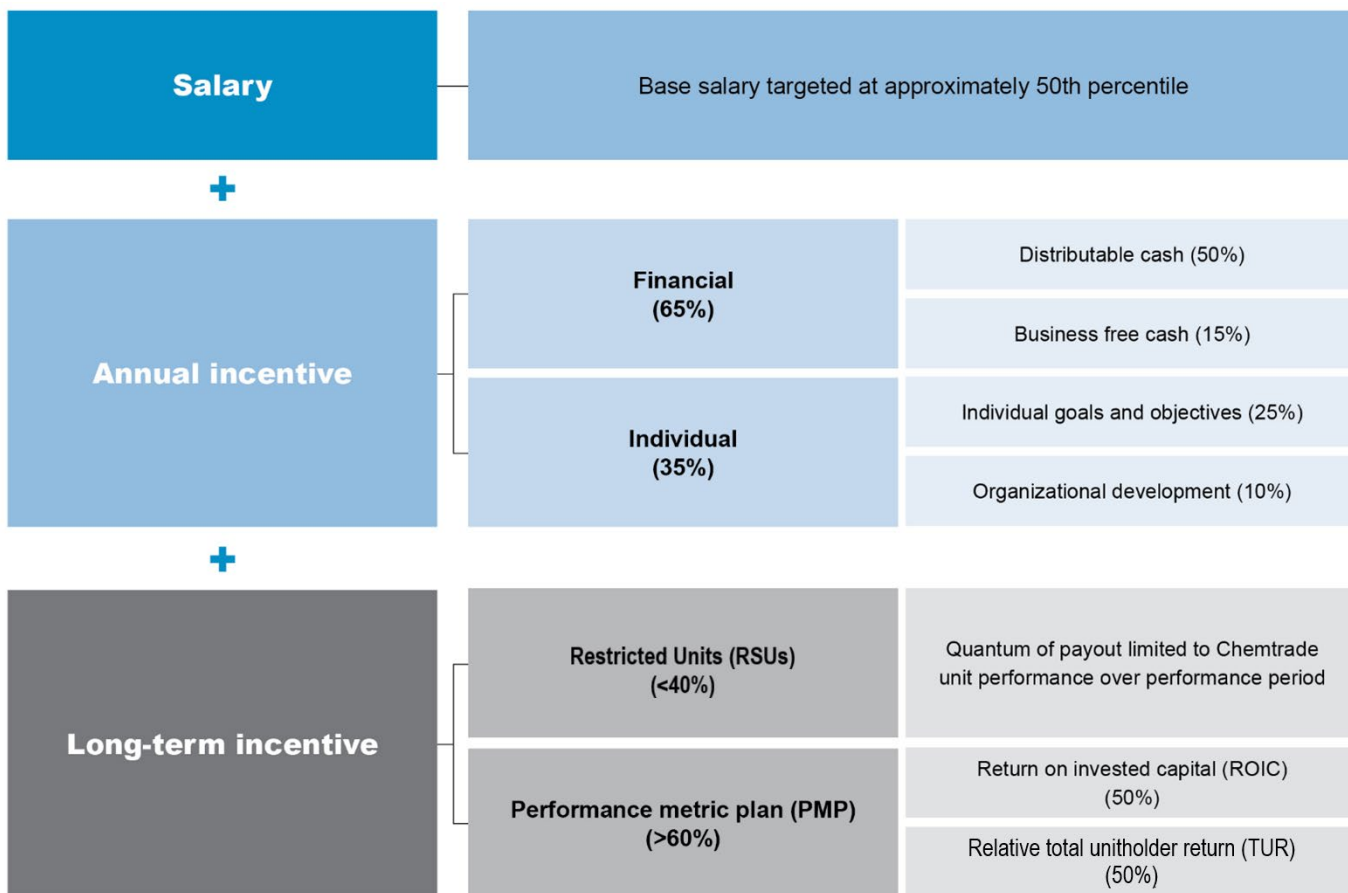 Salary
Base salary targeted at approximately 50th percentile
+
Annual incentive
Financial
(65%)
Distributable cash (50%)
Business free cash (15%)
Individual
(35%)
Individual goals and objectives (25%)
Organizational development (10%)
+
Long-term incentive
Restricted Units (RSUs)
(<40%)
Quantum of payout limited to Chemtrade
unit performance over performance period
Performance metric plan (PMP)
(>60%)
Return on invested capital (ROIC)
(50%)
Relative total unitholder return (TUR)
(50%)